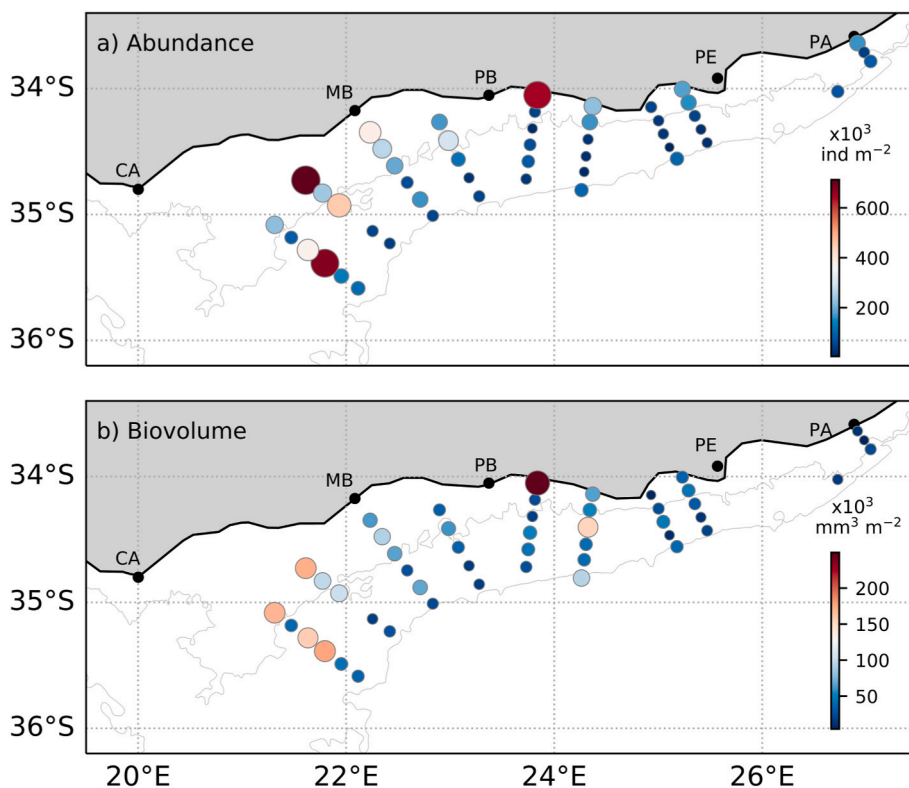 a) Abundance
PA
34°S
PE
PB
MB
x10³
ind m⁻²
CA
600
35°S
400
200
36°S
b) Biovolume
PA
34°S
PE
PB
MB
x10³
mm³ m⁻²
CA
200
35°S
150
100
50
36°S
20°E 22°E 24°E 26°E